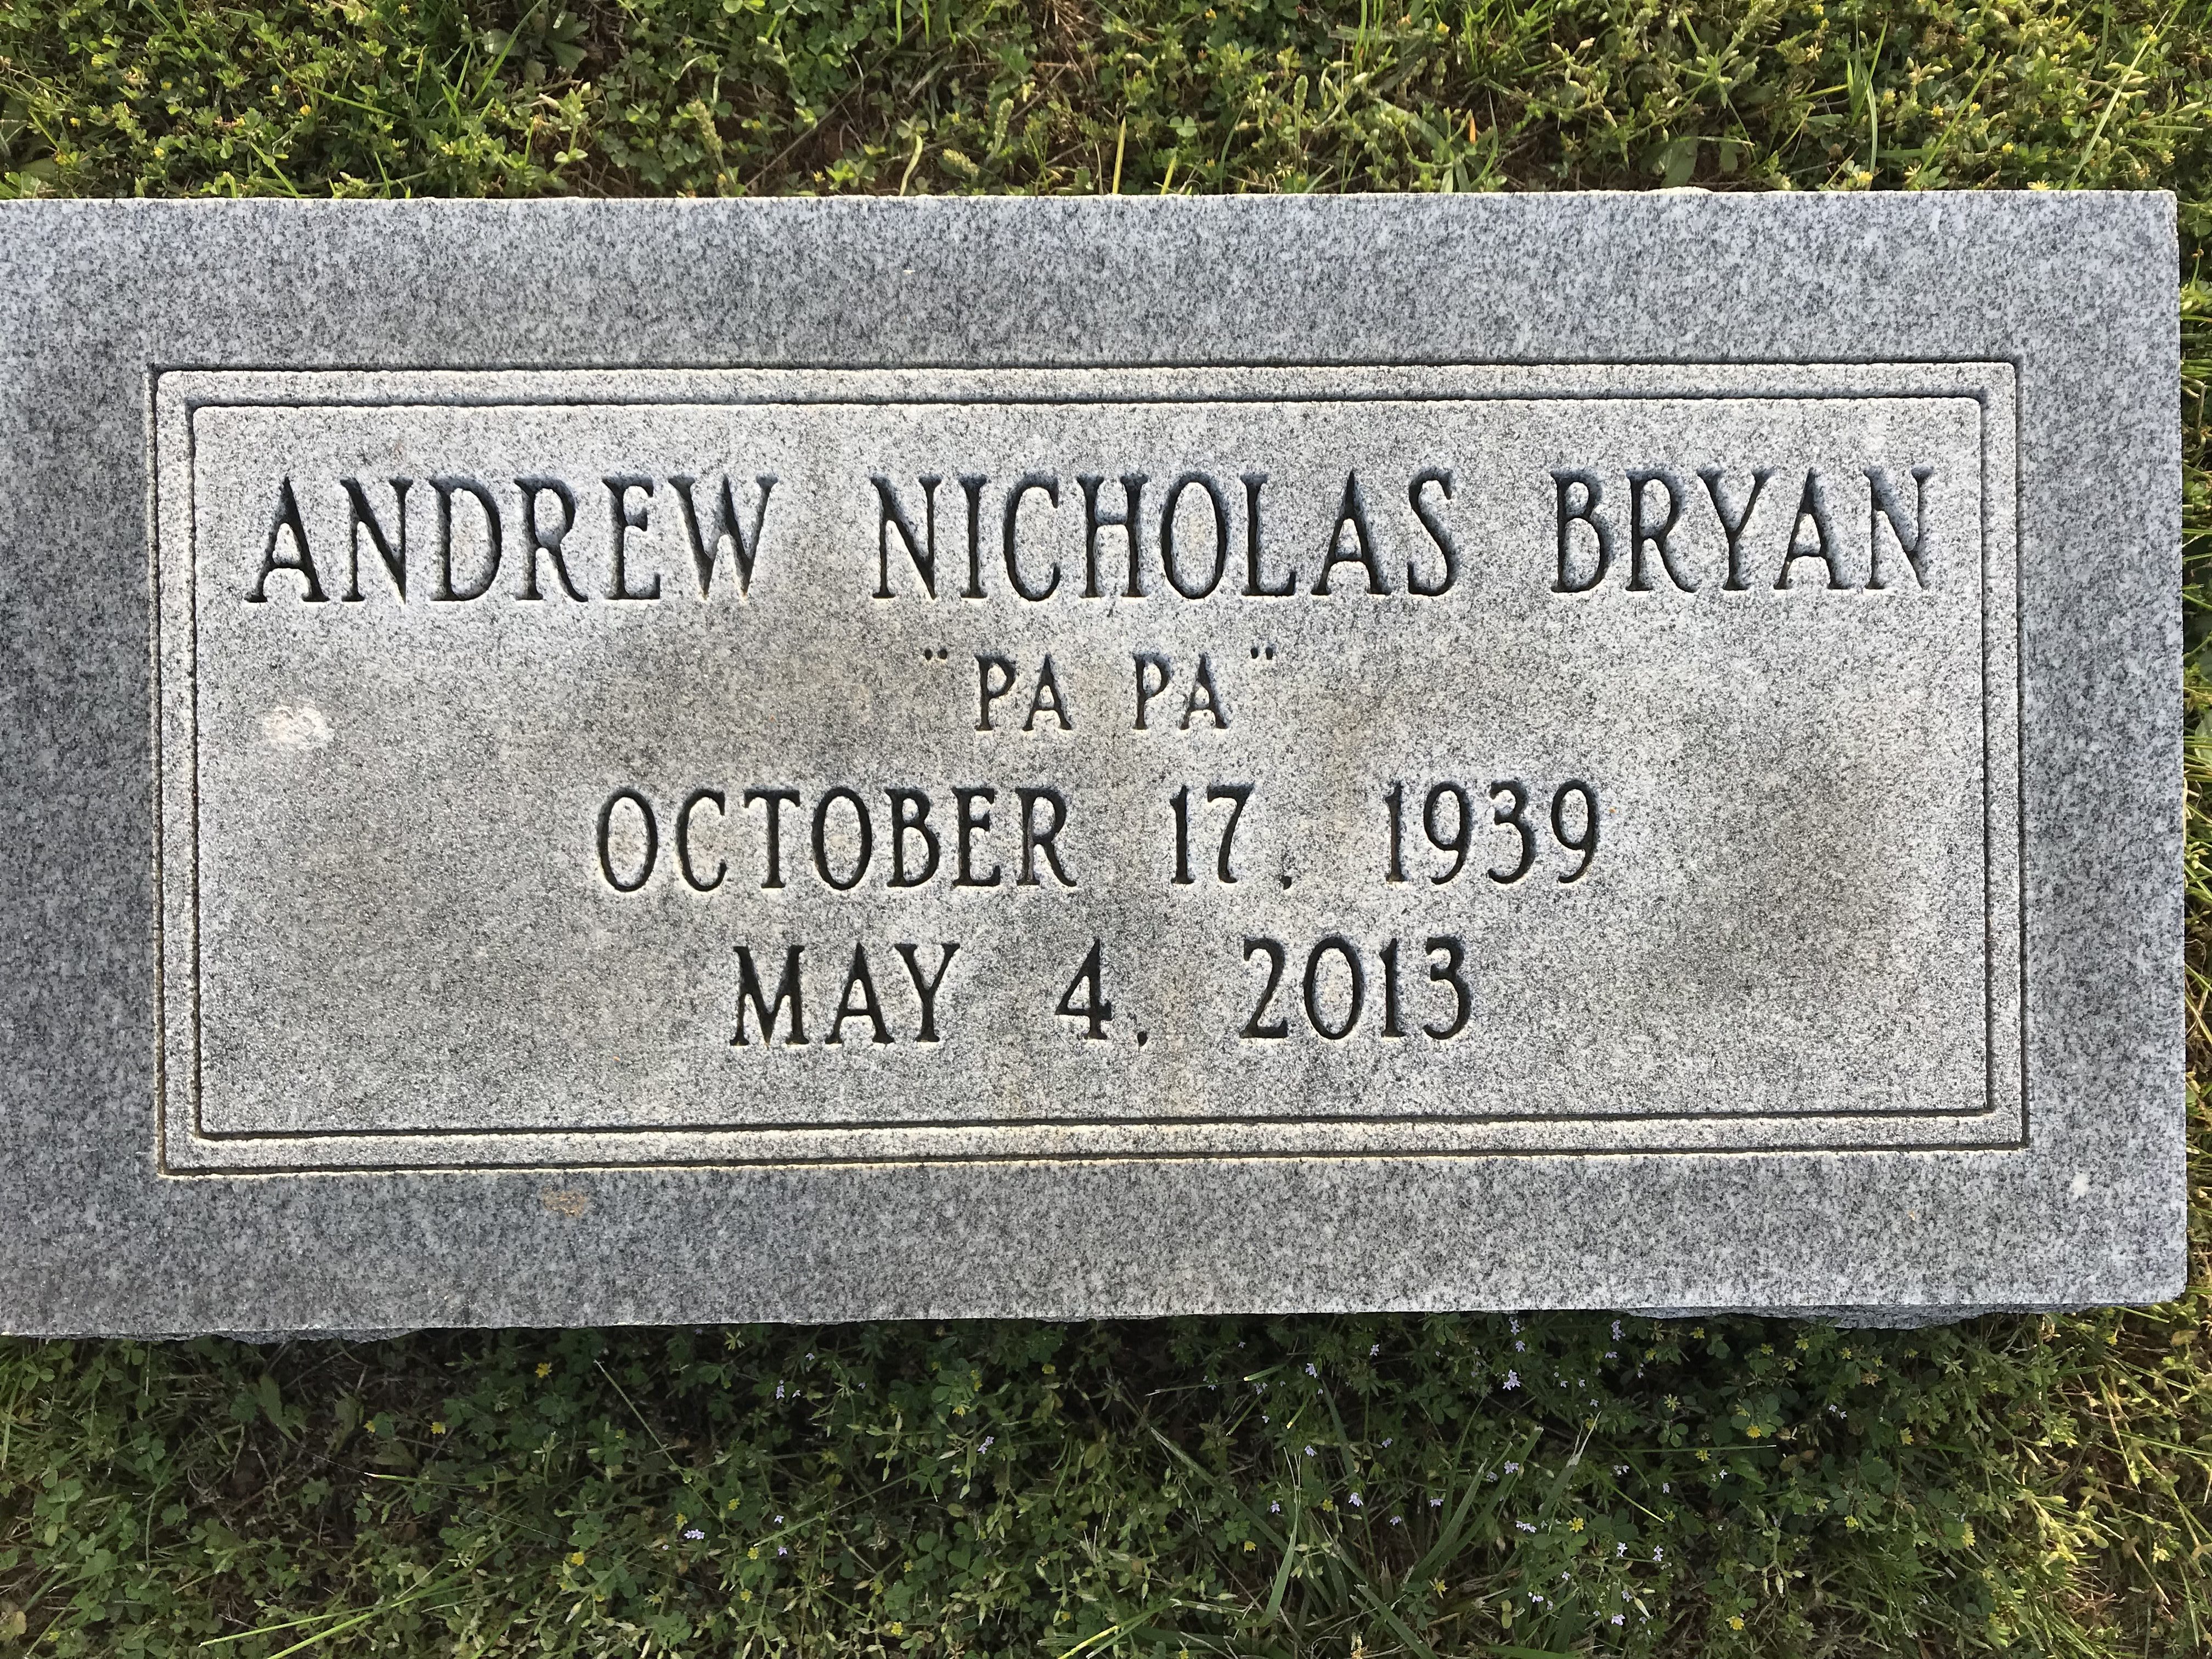 ANDREW NICHOLAS BRYAN
"PA PA"
OCTOBER 17, 1939
MAY 4, 2013